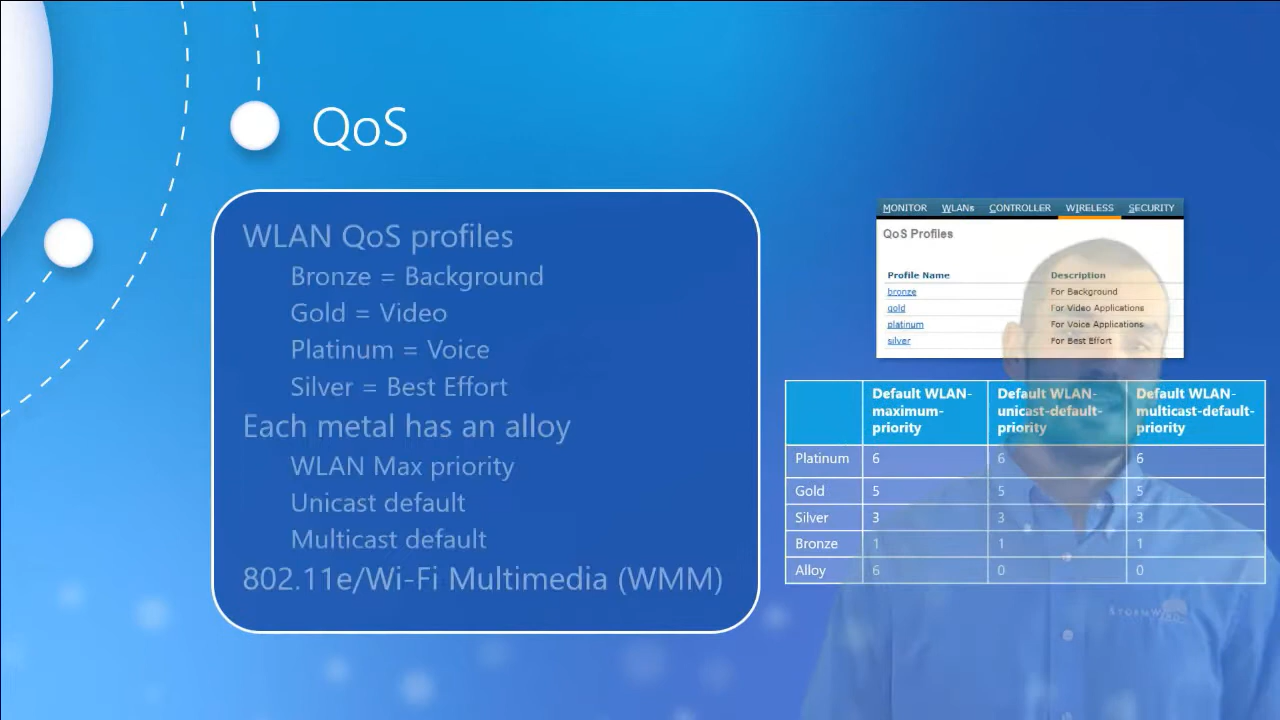 QoS
WLAN QoS profiles
Bronze = Background
Gold = Video
Platinum = Voice
Silver = Best Effort
Each metal has an alloy
WLAN Max priority
Unicast default
Multicast default
802.11e/Wi-Fi Multimedia (WMM)
MONITOR WLANs CONTROLLER WIRELESS SECURITY
QoS Profiles
Profile Name Description
bronze For Background
gold For Video Applications
platinum For Voice Applications
silver For Best Effort
Default WLAN-maximum-priority Default WLAN-unicast-default-priority Default WLAN-multicast-default-priority
Platinum 6 6 6
Gold 5 5 5
Silver 3 3 3
Bronze 1 1 1
Alloy 6 0 0